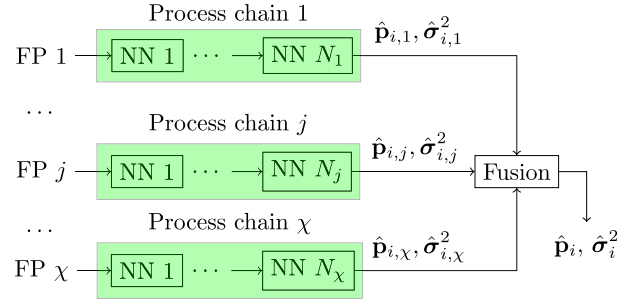 Process chain 1
FP 1 NN 1 ··· NN N₁ p̂ᵢ,₁, σ̂²ᵢ,₁
...
Process chain j
FP j NN 1 ··· NN Nⱼ p̂ᵢ,ⱼ, σ̂²ᵢ,ⱼ Fusion
...
Process chain χ
p̂ᵢ, σ̂²ᵢ
FP χ NN 1 ··· NN Nᵪ p̂ᵢ,ᵪ, σ̂²ᵢ,ᵪ